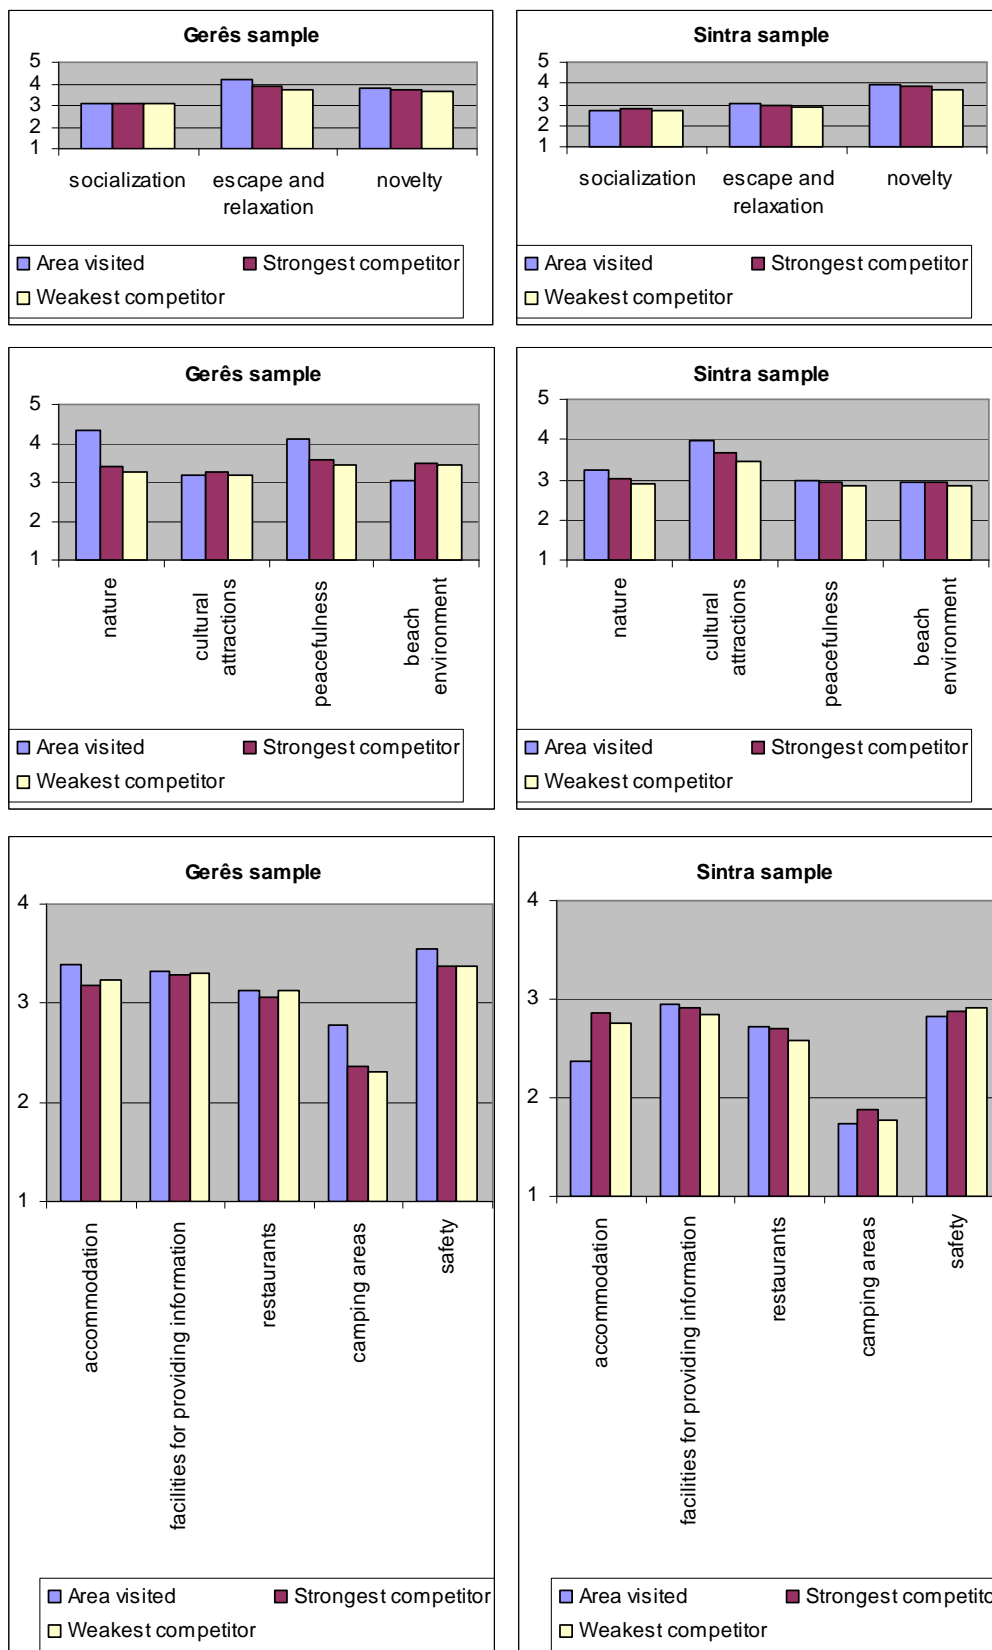 Gerês sample
5
4
3
2
1
socialization
escape and
relaxation
novelty
Area visited
Strongest competitor
Weakest competitor
Sintra sample
5
4
3
2
1
socialization
escape and
relaxation
novelty
Area visited
Strongest competitor
Weakest competitor
Gerês sample
5
4
3
2
1
nature
cultural
attractions
peacefulness
beach
environment
Area visited
Strongest competitor
Weakest competitor
Sintra sample
5
4
3
2
1
nature
cultural
attractions
peacefulness
beach
environment
Area visited
Strongest competitor
Weakest competitor
Gerês sample
4
3
2
1
accommodation
facilities for providing information
restaurants
camping areas
safety
Area visited
Strongest competitor
Weakest competitor
Sintra sample
4
3
2
1
accommodation
facilities for providing information
restaurants
camping areas
safety
Area visited
Strongest competito
Weakest competitor